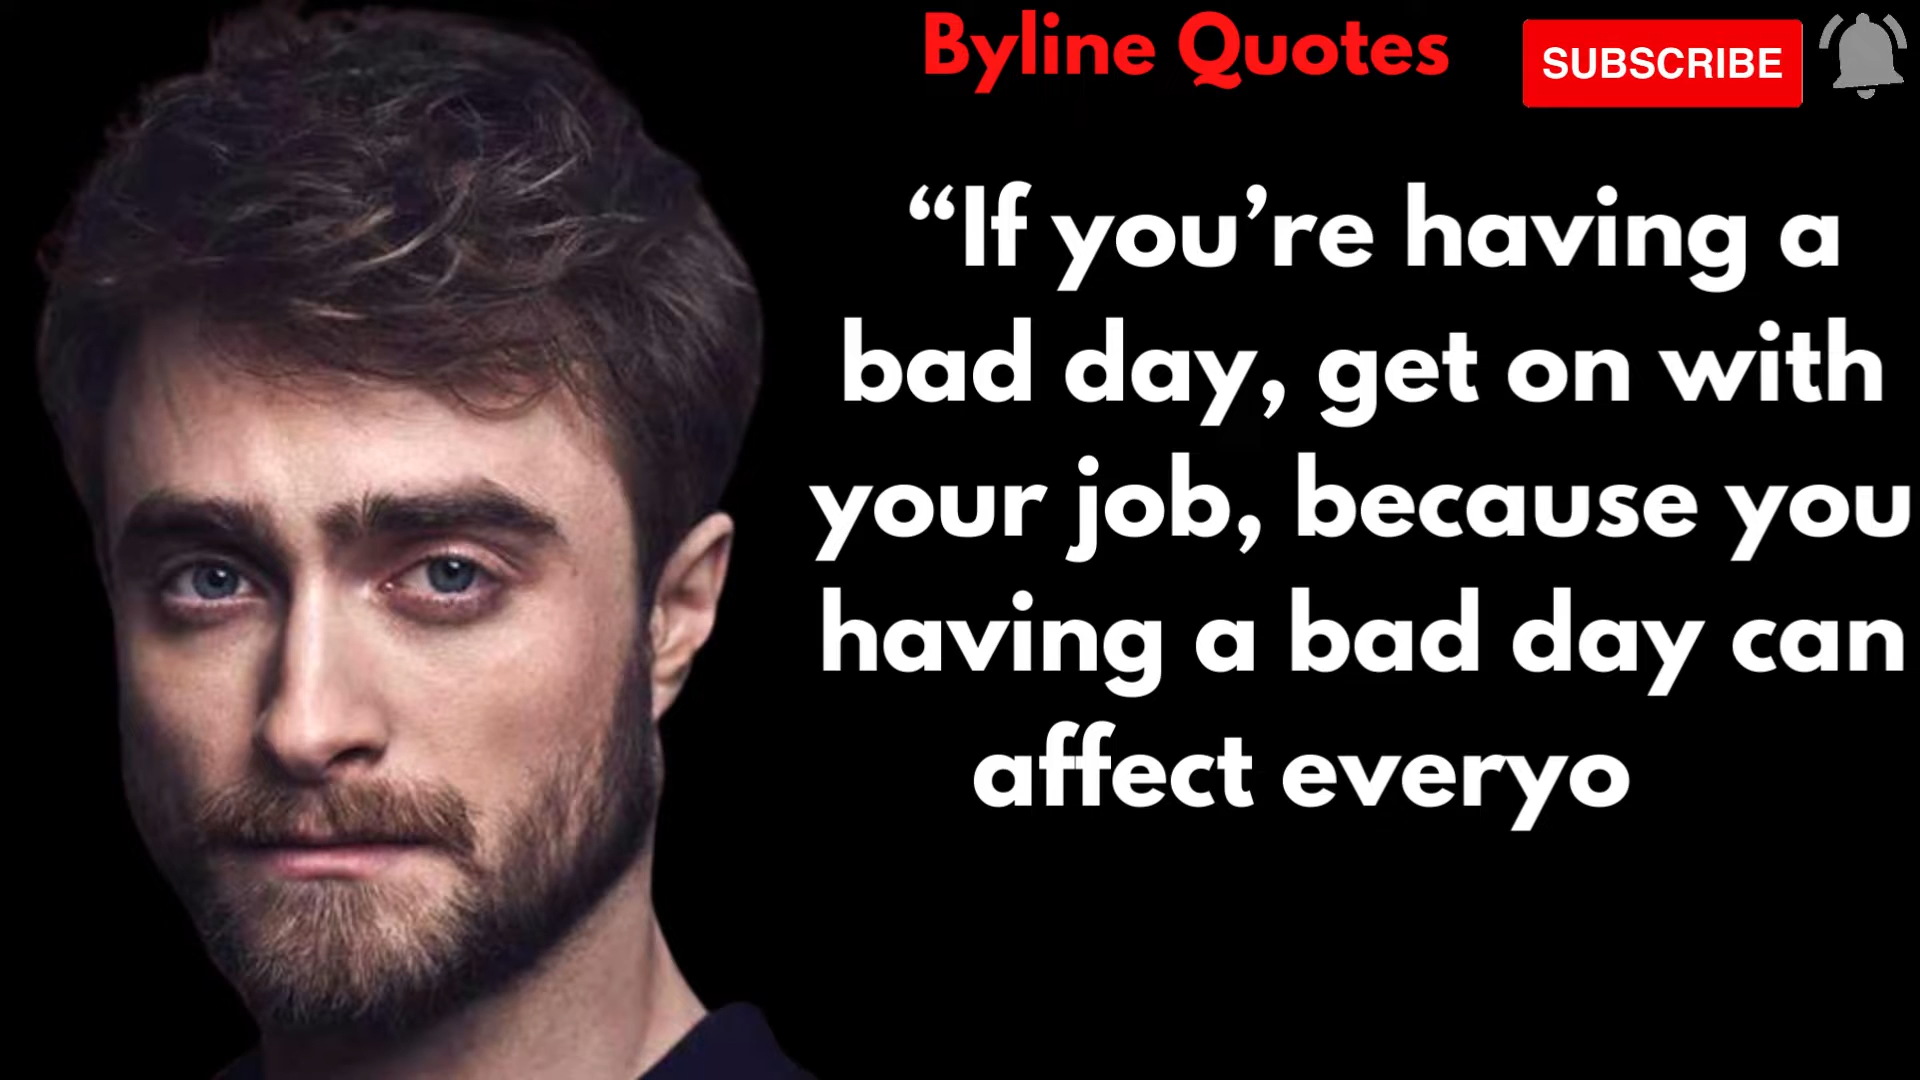 Byline Quotes
SUBSCRIBE
“If you’re having a
bad day, get on with
your job, because you
having a bad day can
affect everyo